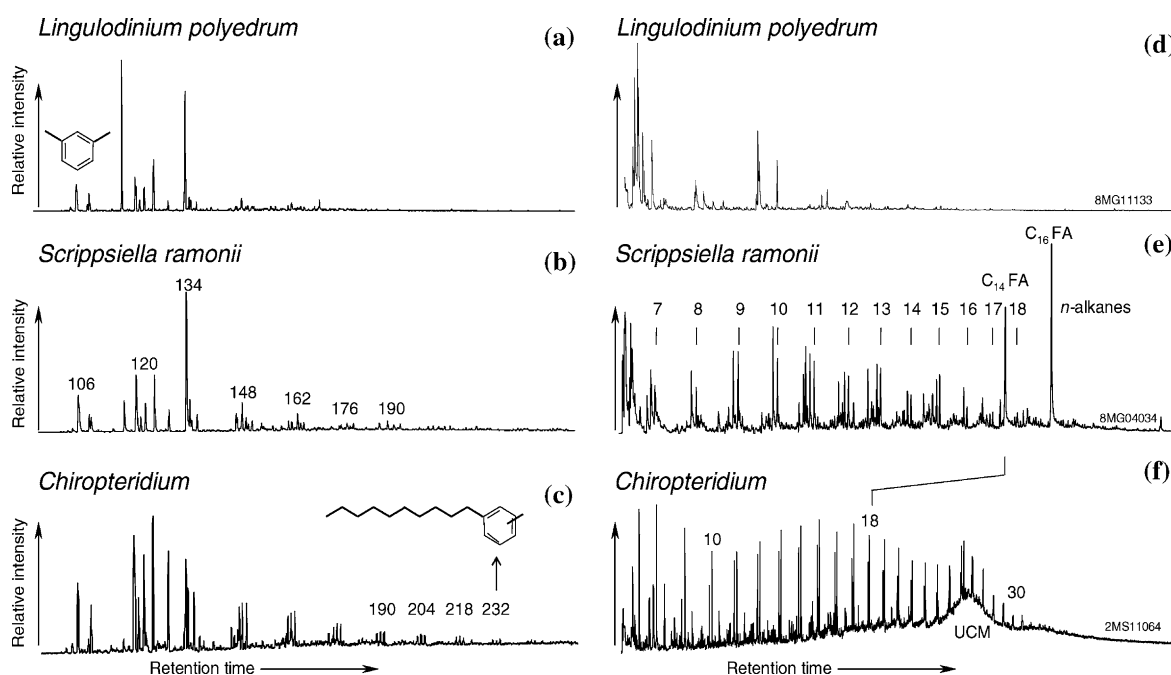 Lingulodinium polyedrum
(a)
Relative intensity
Scrippsiella ramonii
(b)
Relative intensity
106
120
134
148
162
176
190
Chiropteridium
(c)
Relative intensity
190 204 218 232
Retention time
Lingulodinium polyedrum
(d)
8MG11133
Scrippsiella ramonii
(e)
C16 FA
C14 FA
7 8 9 10 11 12 13 14 15 16 17 18
n-alkanes
8MG04034
Chiropteridium
(f)
10
18
30
UCM
2MS11064
Retention time